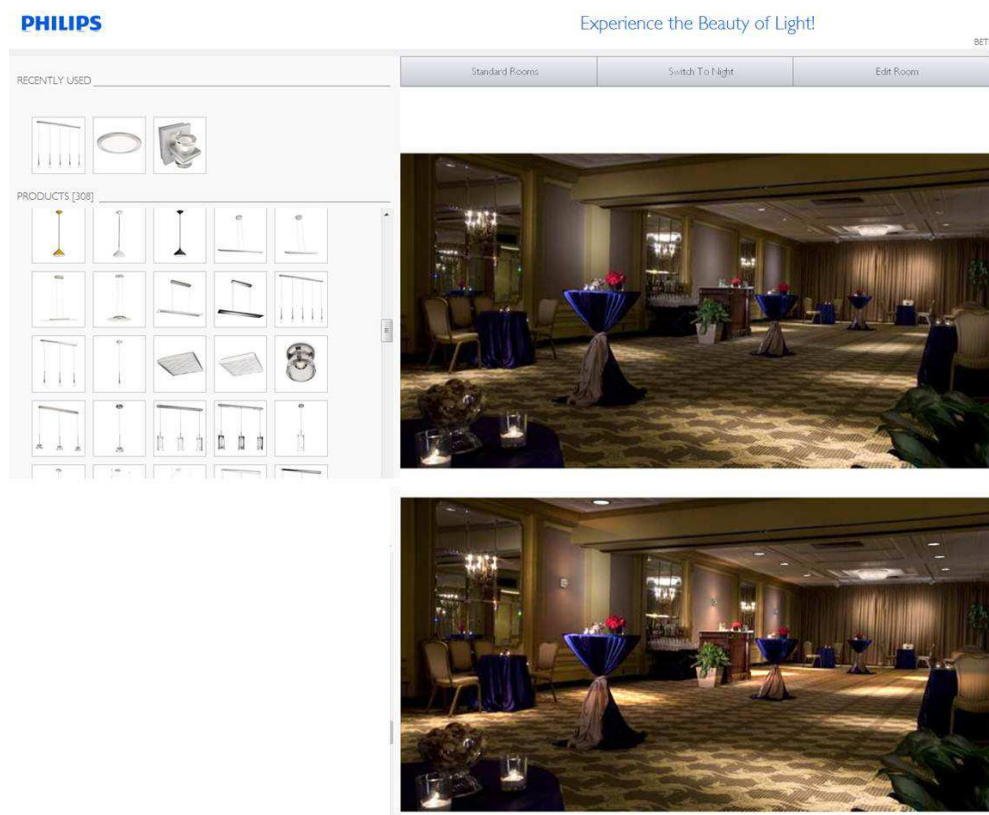 PHILIPS
Experience the Beauty of Light!
BET
RECENTLY USED
Standard Rooms
Switch To Night
Edit Room
PRODUCTS [308]